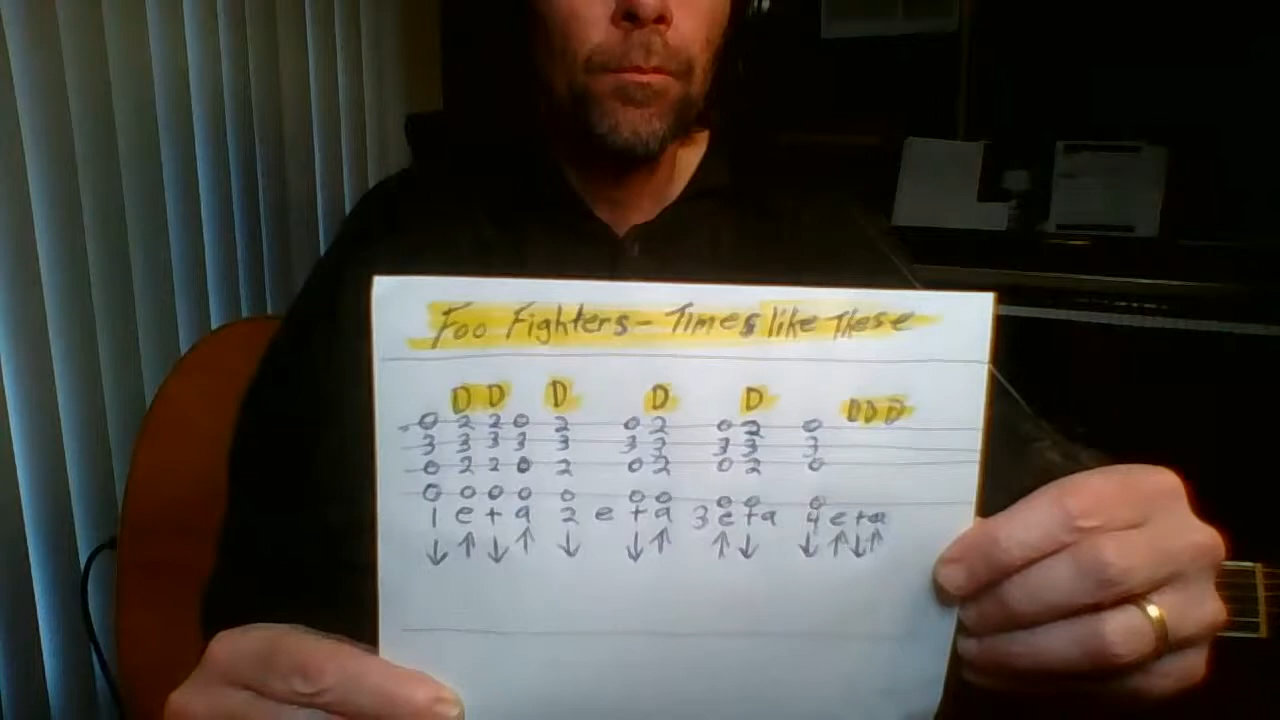 Foo Fighters - Times like These
D D D D D DDD
0 2 2 0 2 0 2 0 2 0
3 3 3 3 3 3 3 3 3 3
0 2 2 0 2 0 2 0 2 0
0 0 0 0 0 0 0 0 0 0
1 e + a 2 e + a 3 e + a 4 e + a
↓ ↑ ↓ ↑ ↓ ↓ ↑ ↑ ↓ ↓ ↑ ↓ ↑